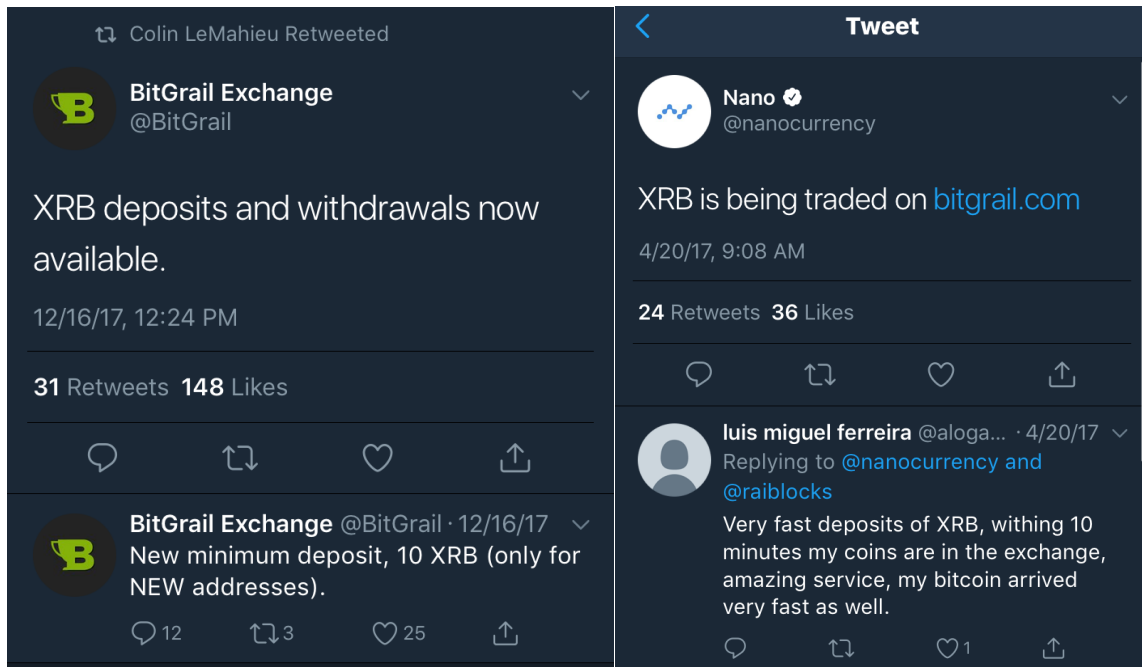 Colin LeMahieu Retweeted
BitGrail Exchange
@BitGrail
XRB deposits and withdrawals now
available.
12/16/17, 12:24 PM
31 Retweets 148 Likes
BitGrail Exchange @BitGrail · 12/16/17
New minimum deposit, 10 XRB (only for
NEW addresses).
12 3 25
Tweet
Nano
@nanocurrency
XRB is being traded on bitgrail.com
4/20/17, 9:08 AM
24 Retweets 36 Likes
luis miguel ferreira @aloga... · 4/20/17
Replying to @nanocurrency and
@raiblocks
Very fast deposits of XRB, withing 10
minutes my coins are in the exchange,
amazing service, my bitcoin arrived
very fast as well.
1